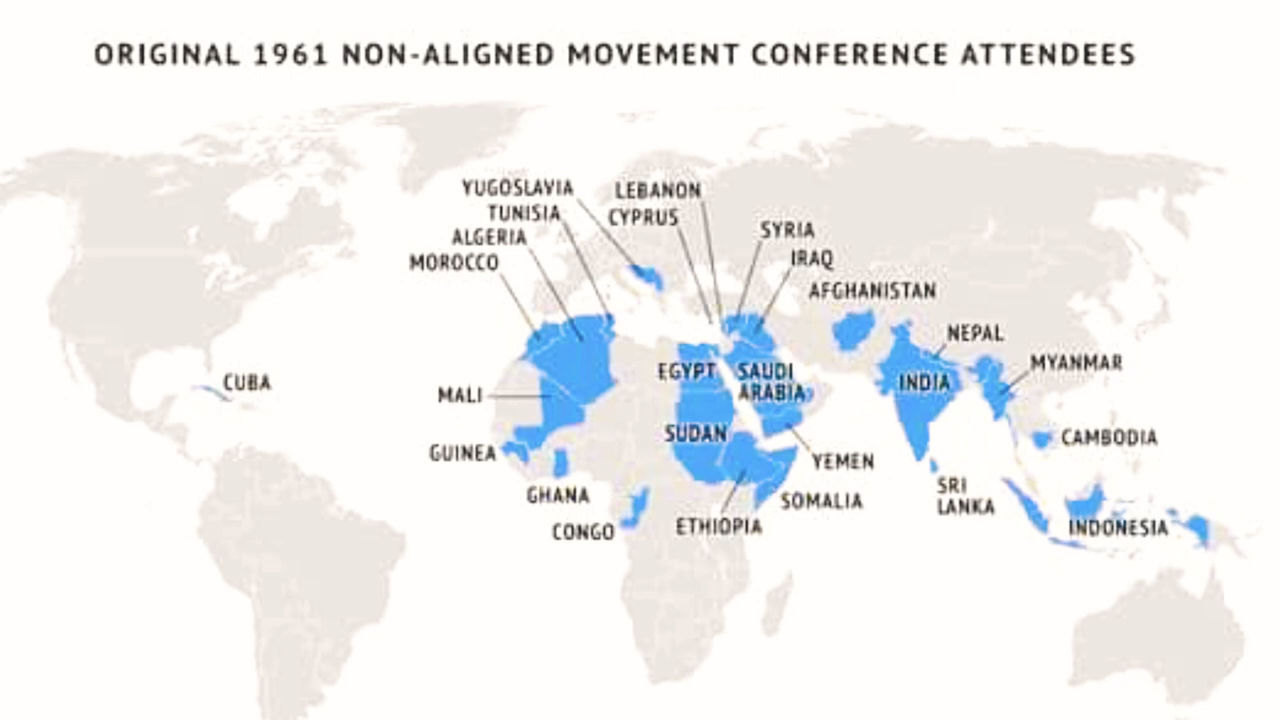 ORIGINAL 1961 NON-ALIGNED MOVEMENT CONFERENCE ATTENDEES
YUGOSLAVIA
LEBANON
TUNISIA
CYPRUS
ALGERIA
SYRIA
MOROCCO
IRAQ
AFGHANISTAN
NEPAL
MYANMAR
CUBA
EGYPT
SAUDI
ARABIA
INDIA
MALI
SUDAN
CAMBODIA
GUINEA
YEMEN
GHANA
SOMALIA
SRI
LANKA
CONGO
ETHIOPIA
INDONESIA